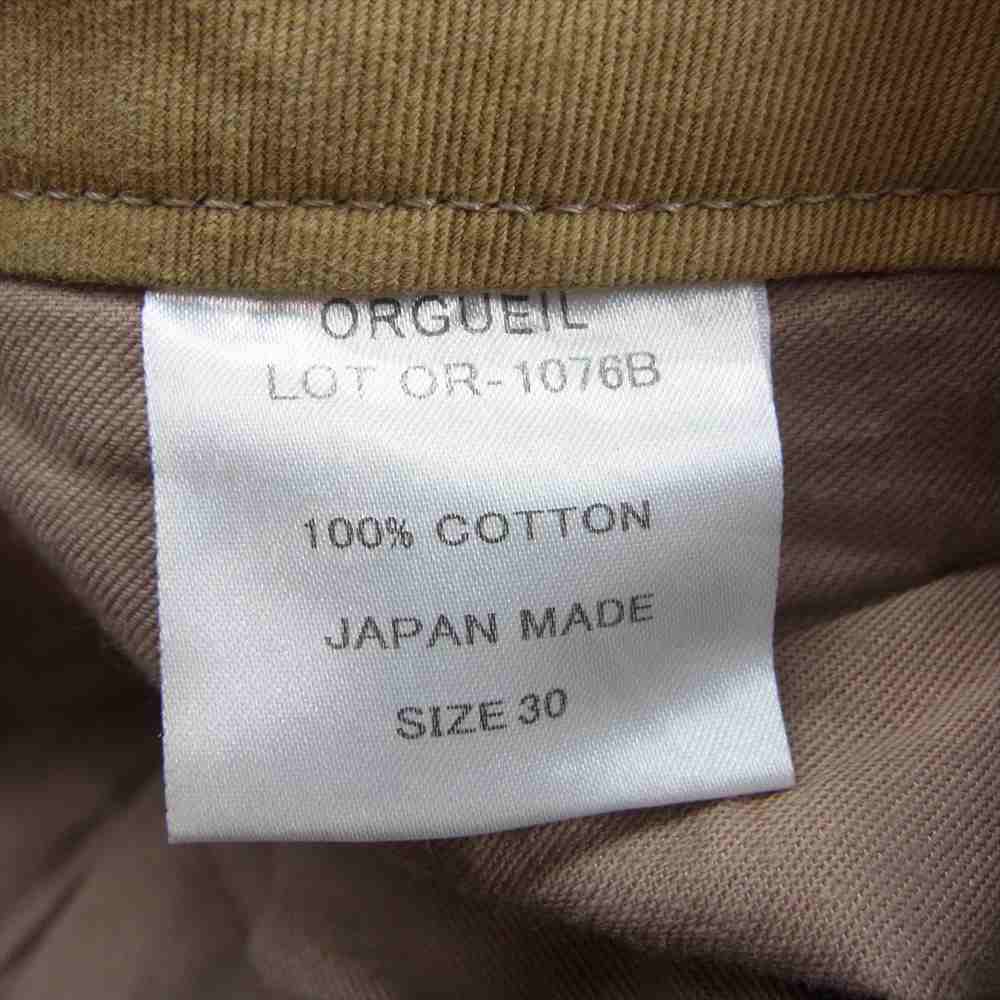 ORGUEIL
LOT OR-1076B
100% COTTON
JAPAN MADE
SIZE 30